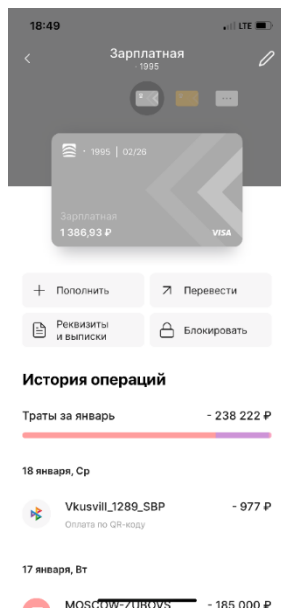 18:49
LTE
Зарплатная
· 1995
· 1995 | 02/26
Зарплатная
1 386,93 ₽
VISA
Пополнить
Перевести
Реквизиты
и выписки
Блокировать
История операций
Траты за январь
- 238 222 ₽
18 января, Ср
Vkusvill_1289_SBP
- 977 ₽
Оплата по QR-коду
17 января, Вт
- 185 000 ₽